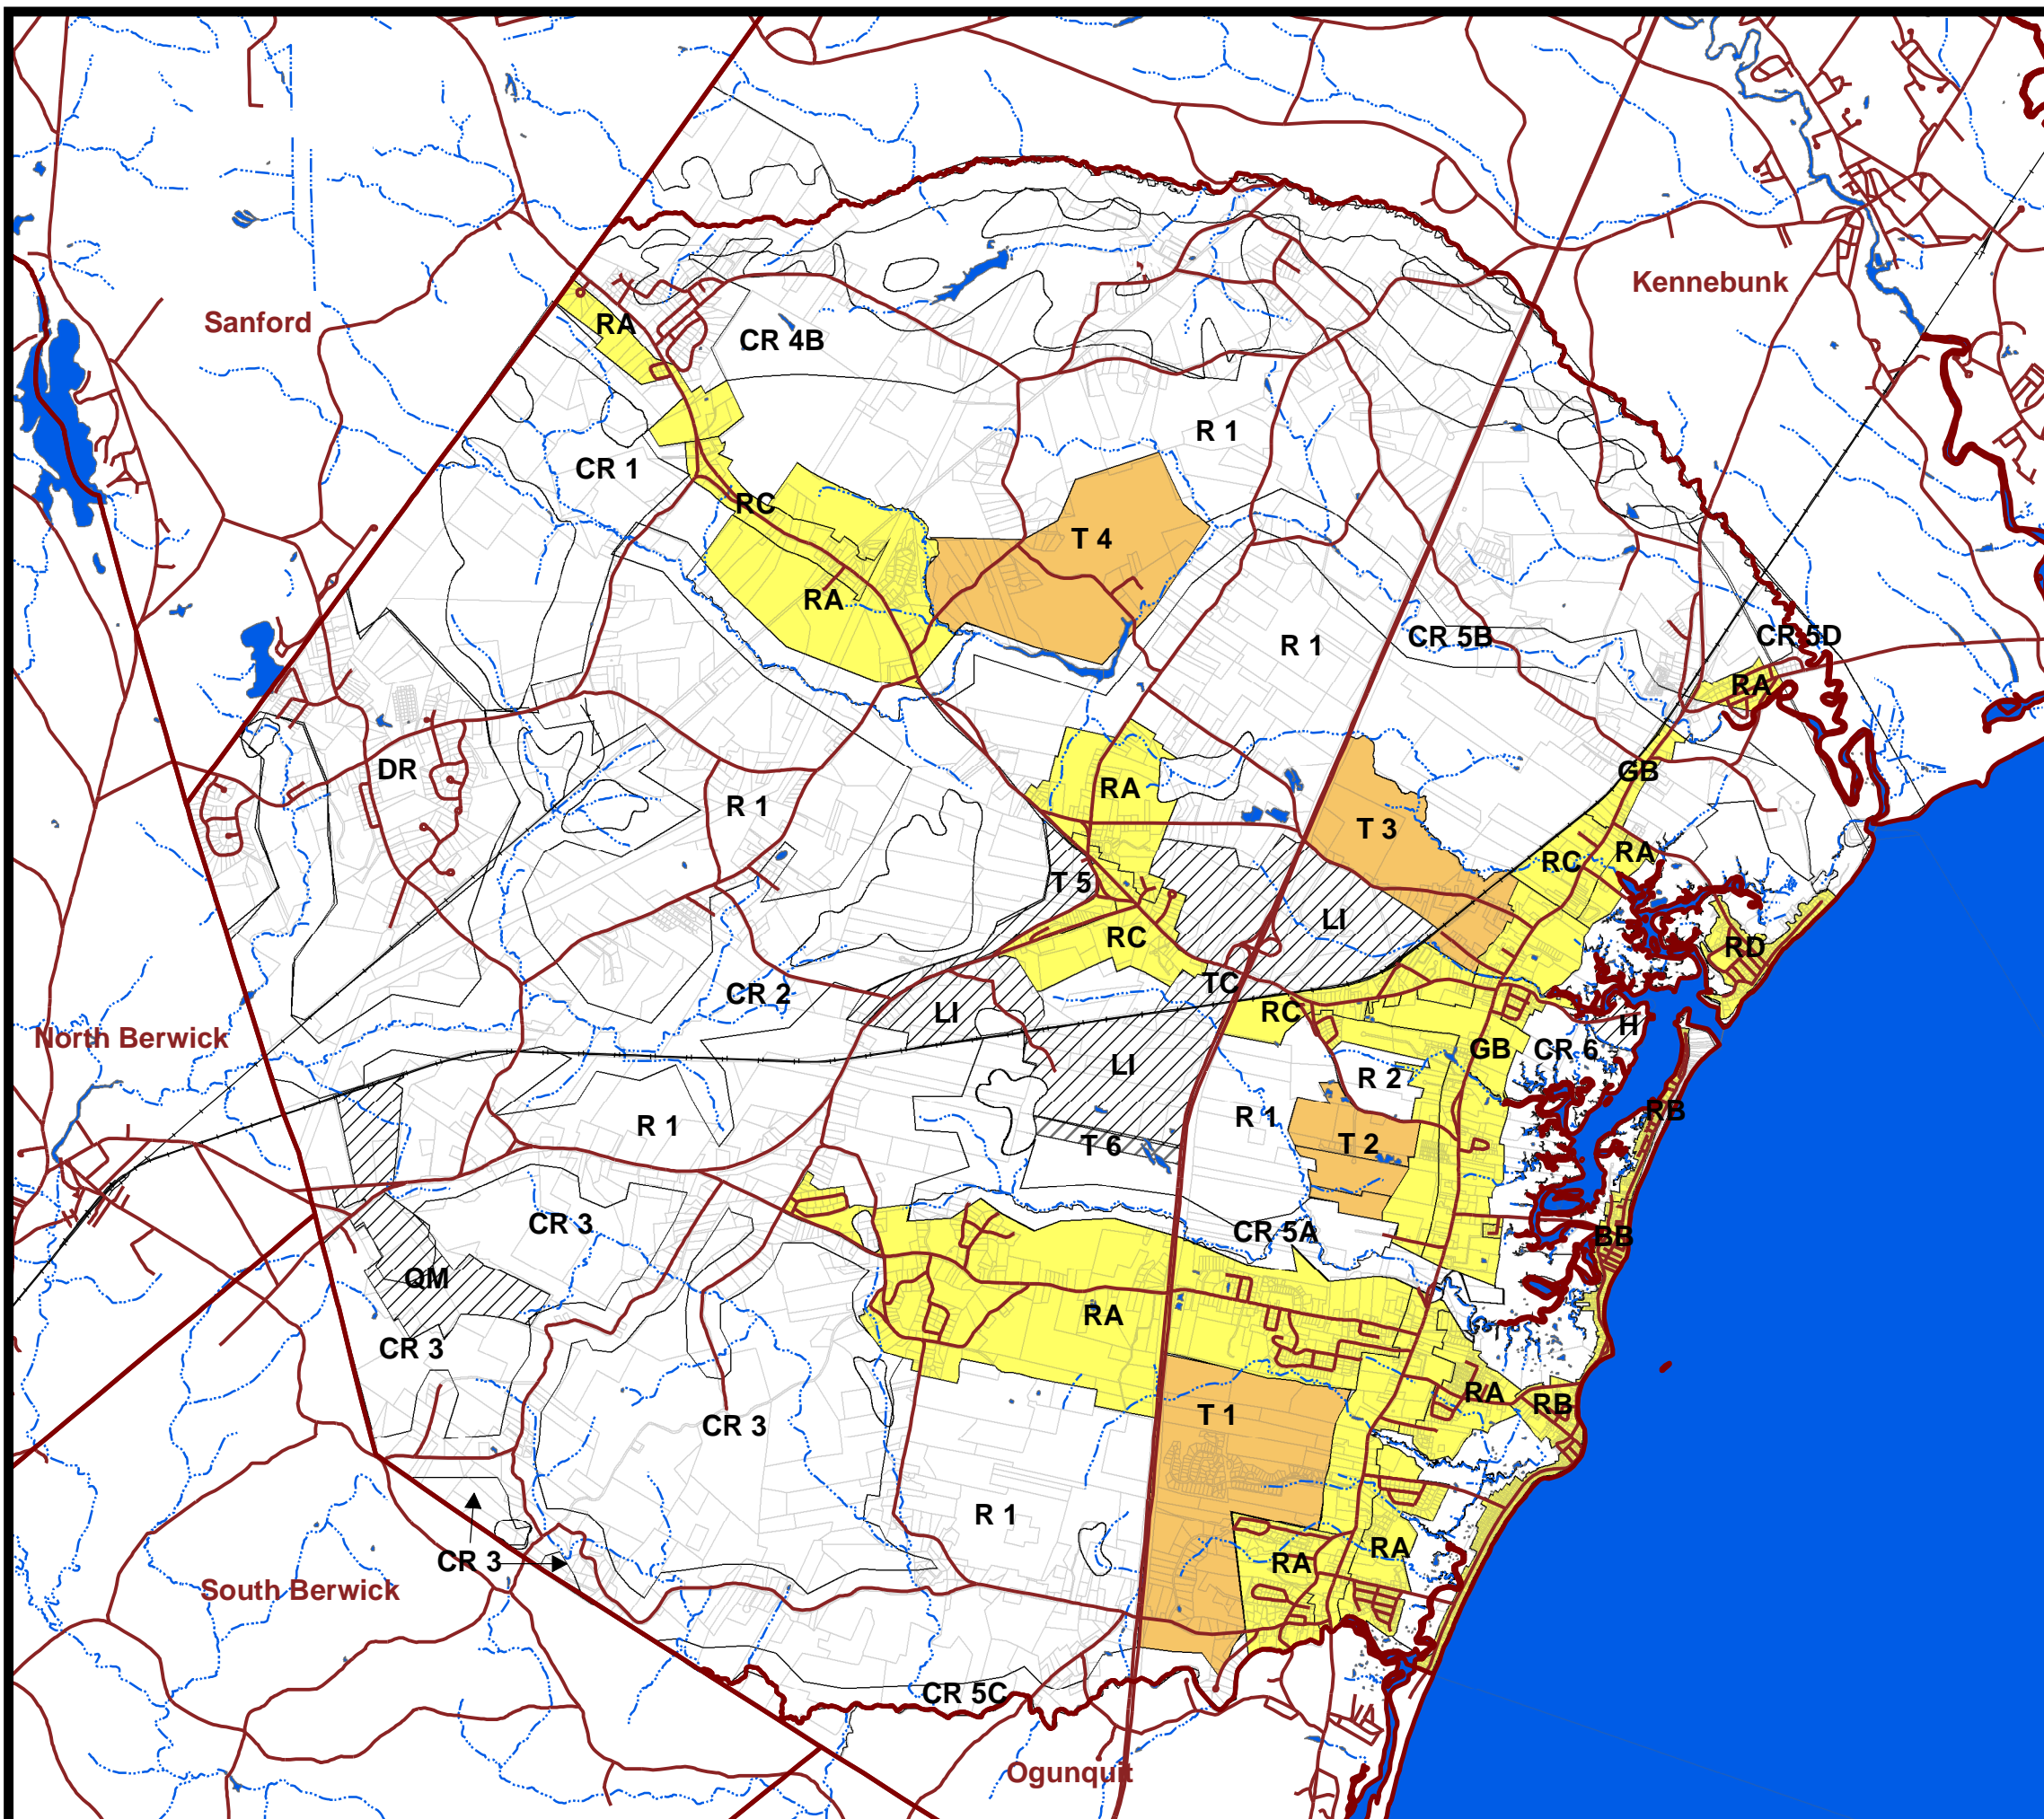 Kennebunk
Sanford
RA
CR 4B
R 1
CR 1
RC
T 4
RA
R 1
CR 5B
CR 5D
RA
DR
GB
RA
R 1
T 3
RC
RA
T 5
LI
RC
RD
TC
CR 2
LI
RC
H
North Berwick
GB
CR 6
LI
R 2
RB
R 1
R 1
T 2
T 6
CR 3
CR 5A
BB
QM
RA
CR 3
RA
RB
T 1
CR 3
R 1
RA
CR 3
RA
South Berwick
CR 5C
Ogunquit